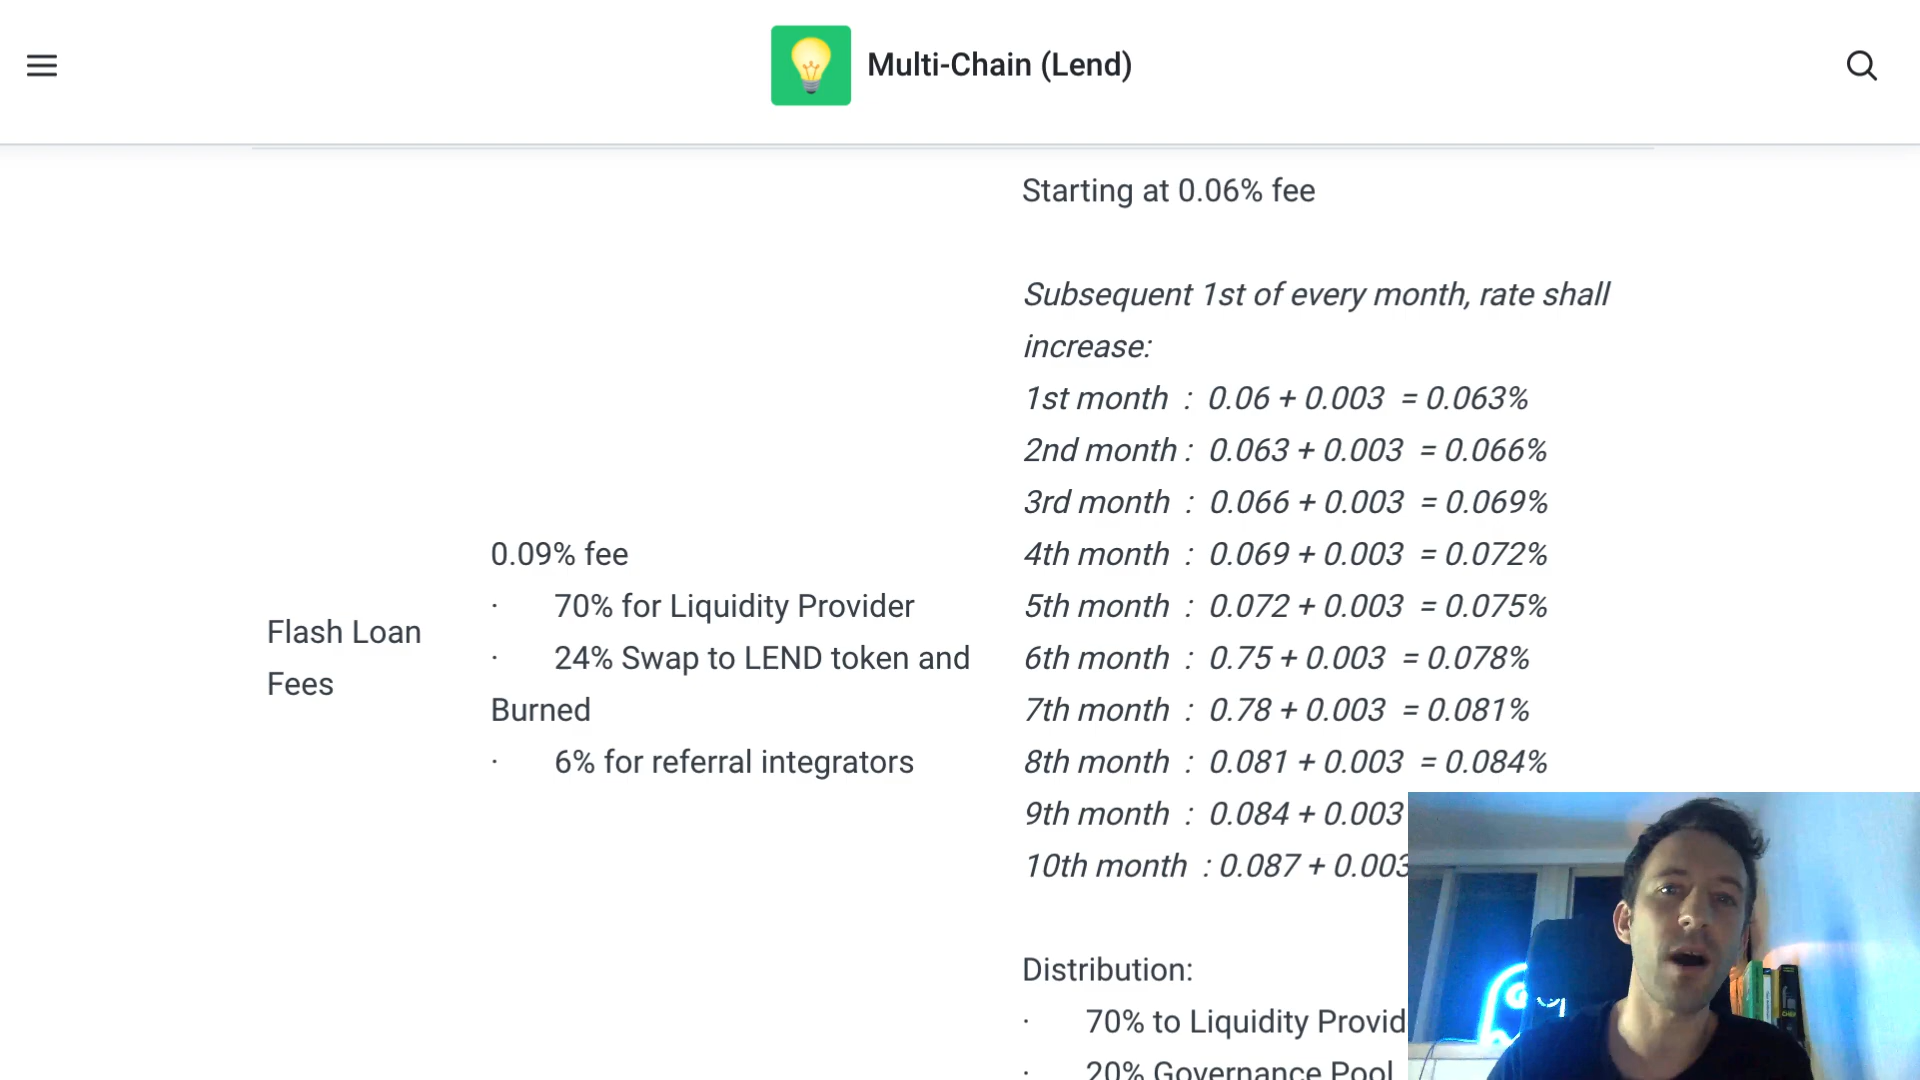 Multi-Chain (Lend)
Starting at 0.06% fee
Subsequent 1st of every month, rate shall
increase:
1st month : 0.06 + 0.003 = 0.063%
2nd month : 0.063 + 0.003 = 0.066%
3rd month : 0.066 + 0.003 = 0.069%
4th month : 0.069 + 0.003 = 0.072%
5th month : 0.072 + 0.003 = 0.075%
6th month : 0.75 + 0.003 = 0.078%
7th month : 0.78 + 0.003 = 0.081%
8th month : 0.081 + 0.003 = 0.084%
9th month : 0.084 + 0.003
10th month : 0.087 + 0.003
Distribution:
· 70% to Liquidity Provid
· 20% Governance Pool
Flash Loan
Fees
0.09% fee
· 70% for Liquidity Provider
· 24% Swap to LEND token and
Burned
· 6% for referral integrators